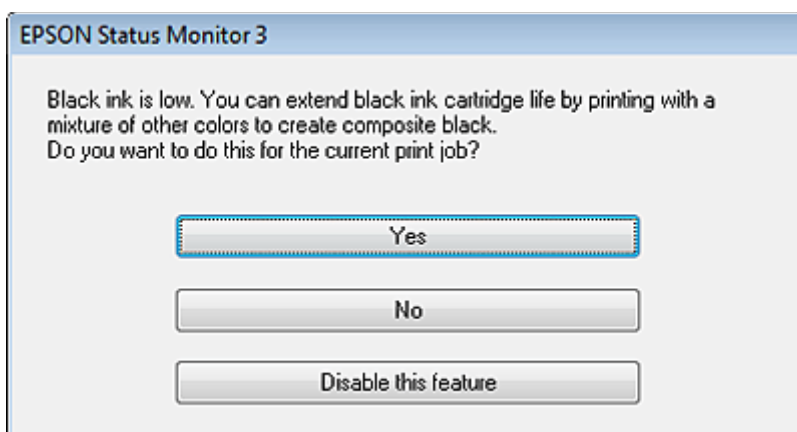 EPSON Status Monitor 3
Black ink is low. You can extend black ink cartridge life by printing with a
mixture of other colors to create composite black.
Do you want to do this for the current print job?
Yes
No
Disable this feature